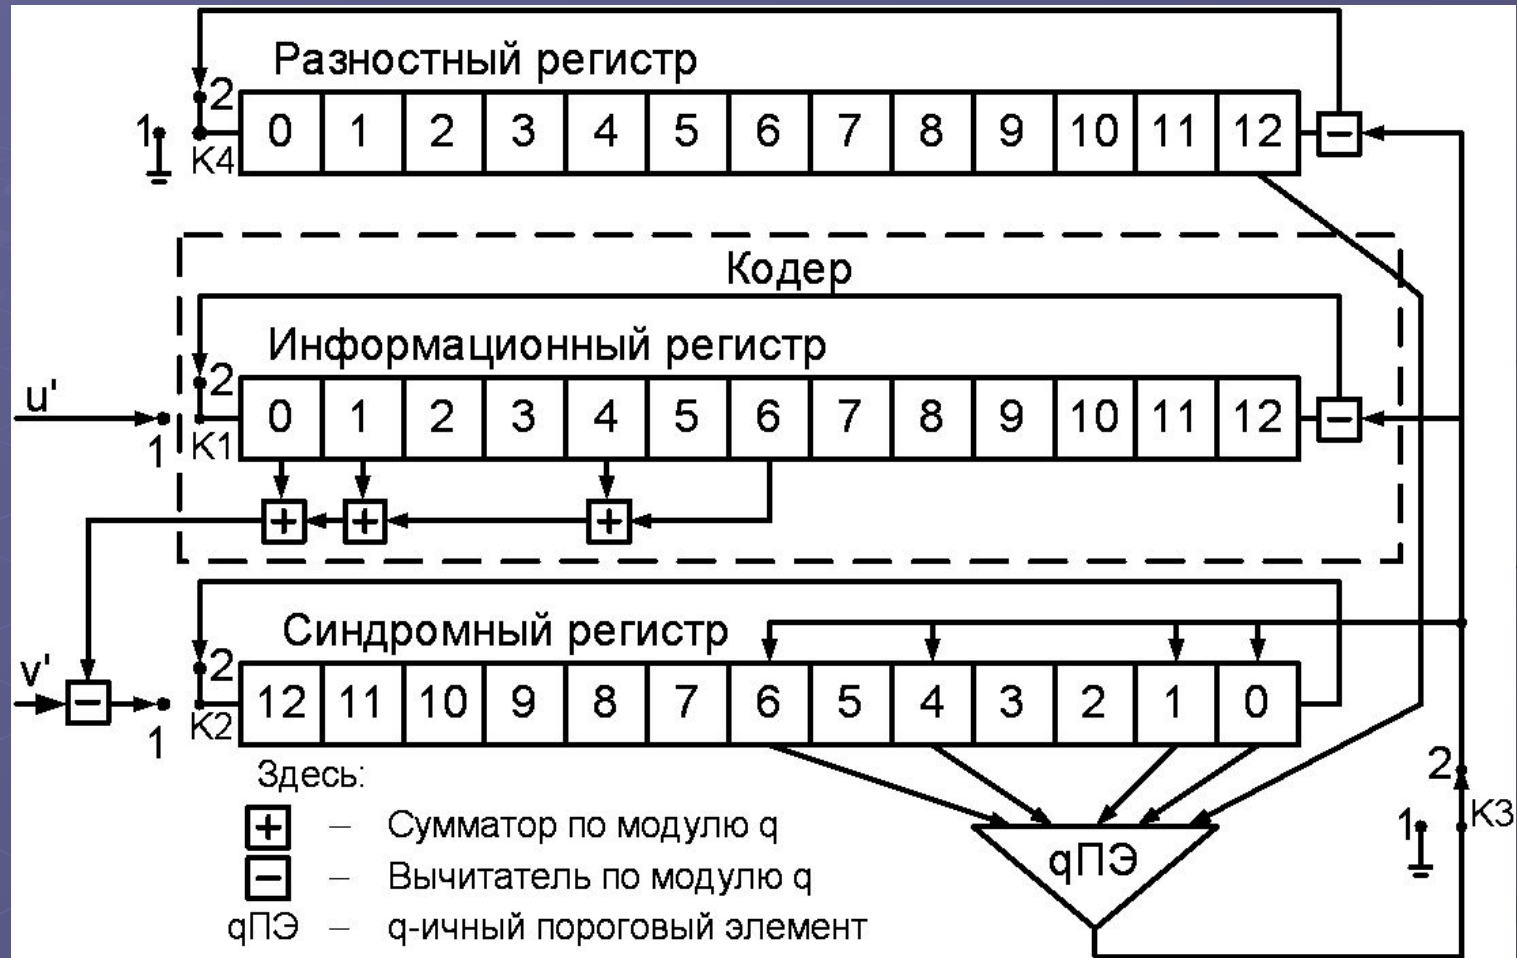 Разностный регистр
2
1
K4
0 1 2 3 4 5 6 7 8 9 10 11 12
−
Кодер
Информационный регистр
u'
2
1
K1
0 1 2 3 4 5 6 7 8 9 10 11 12
−
+ + +
Синдромный регистр
v'
−
2
1
K2
12 11 10 9 8 7 6 5 4 3 2 1 0
2
1
K3
qПЭ
Здесь:
+ – Сумматор по модулю q
− – Вычитатель по модулю q
qПЭ – q-ичный пороговый элемент